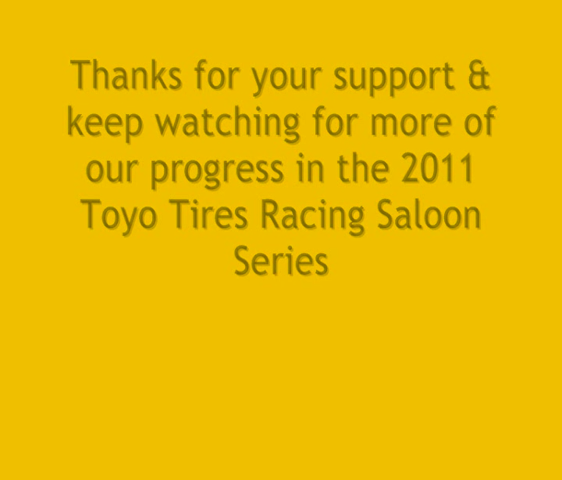 Thanks for your support &
keep watching for more of
our progress in the 2011
Toyo Tires Racing Saloon
Series